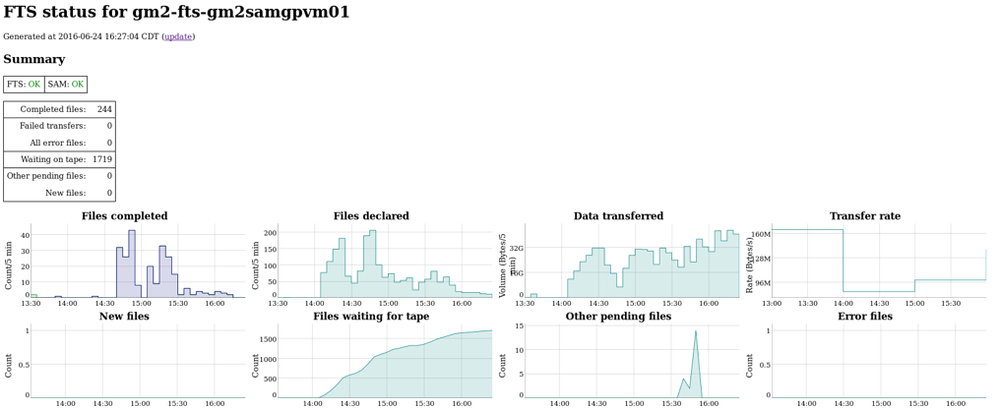 FTS status for gm2-fts-gm2samgpvm01
Generated at 2016-06-24 16:27:04 CDT (update)
Summary
FTS: OK SAM: OK
Completed files: 244
Failed transfers: 0
All error files: 0
Waiting on tape: 1719
Other pending files: 0
New files: 0
Files completed
Count/5 min
40
30
20
10
0
13:30 14:00 14:30 15:00 15:30 16:00
Files declared
Count/5 min
200
150
100
50
0
13:30 14:00 14:30 15:00 15:30 16:00
Data transferred
Volume (Bytes/5 min)
32G
16G
0
13:30 14:00 14:30 15:00 15:30 16:00
Transfer rate
Rate (Bytes/s)
160M
128M
96M
13:00 13:30 14:00 14:30 15:00 15:30
New files
Count
1
0.5
0
14:00 14:30 15:00 15:30 16:00
Files waiting for tape
Count
1500
1000
500
0
14:00 14:30 15:00 15:30 16:00
Other pending files
Count
15
10
5
0
14:00 14:30 15:00 15:30 16:00
Error files
Count
1
0.5
0
14:00 14:30 15:00 15:30 16:00